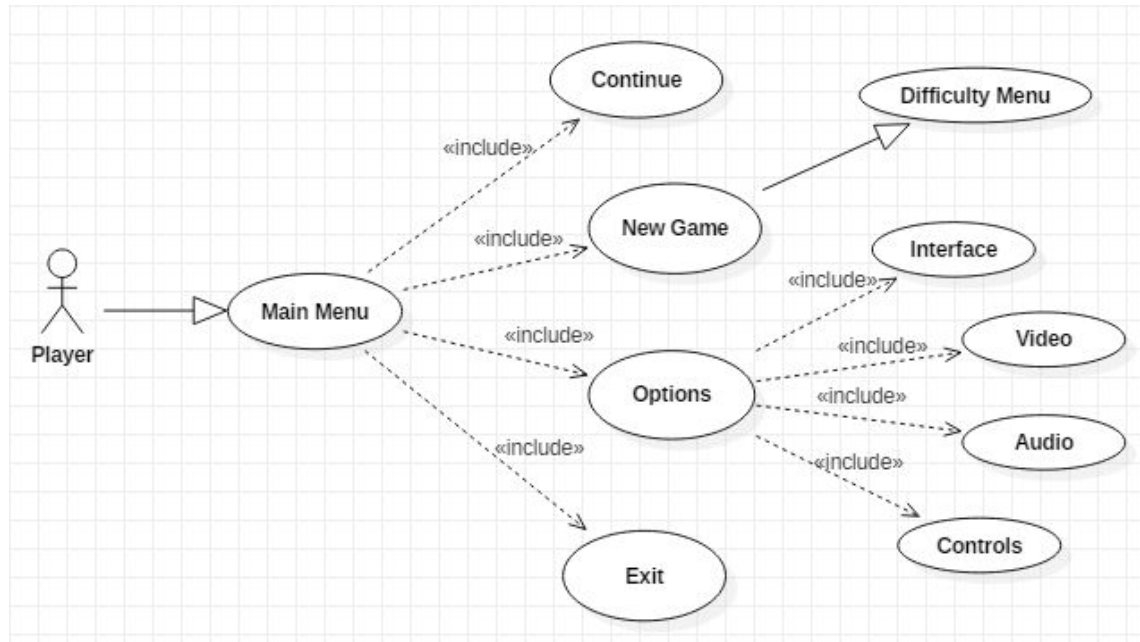 Continue
Difficulty Menu
«include»
New Game
«include»
Interface
«include»
Main Menu
Player
«include»
Video
«include»
Options
«include»
Audio
«include»
«include»
Controls
Exit